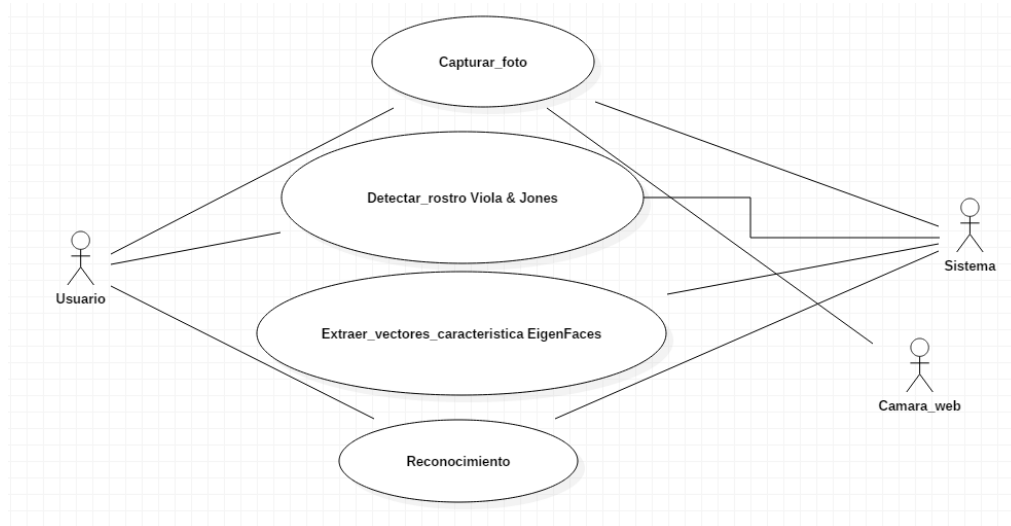 Capturar_foto
Detectar_rostro Viola & Jones
Usuario
Sistema
Extraer_vectores_caracteristica EigenFaces
Camara_web
Reconocimiento